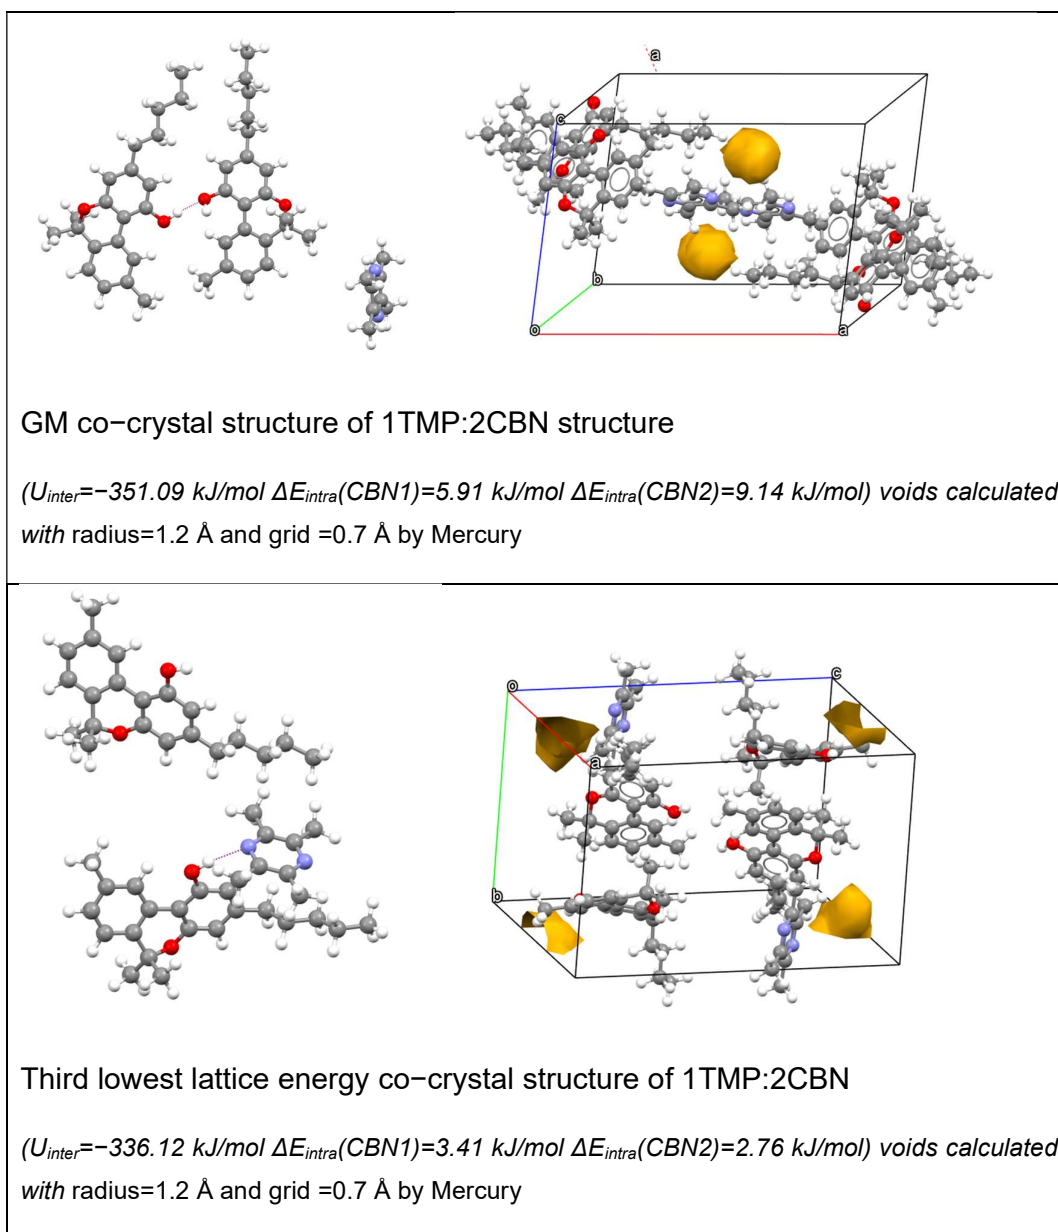 a
c
b
o
a
GM co−crystal structure of 1TMP:2CBN structure
(Uinter=−351.09 kJ/mol ΔEintra(CBN1)=5.91 kJ/mol ΔEintra(CBN2)=9.14 kJ/mol) voids calculated
with radius=1.2 Å and grid =0.7 Å by Mercury
o
c
a
b
Third lowest lattice energy co−crystal structure of 1TMP:2CBN
(Uinter=−336.12 kJ/mol ΔEintra(CBN1)=3.41 kJ/mol ΔEintra(CBN2)=2.76 kJ/mol) voids calculated
with radius=1.2 Å and grid =0.7 Å by Mercury